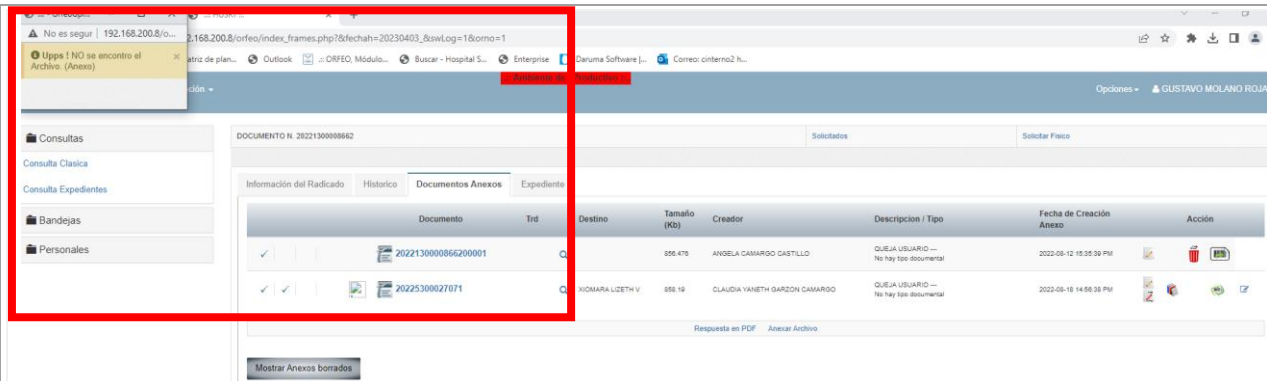 No es segur | 192.168.200.8/o...
Upps ! NO se encontro el
Archivo. (Anexo)
2.168.200.8/orfeo/index_frames.php?&fechah=20230403_&swLog=1&orno=1
atriz de plan...
Outlook
.:: ORFEO, Módulo...
Buscar - Hospital S...
Enterprise
Daruma Software |...
Correo: cinterno2 h...
Opciones
GUSTAVO MOLANO ROJA
Consultas
Consulta Clasica
Consulta Expedientes
Bandejas
Personales
DOCUMENTO N. 20221300008662
Solicitados
Solicitar Fisico
Información del Radicado
Historico
Documentos Anexos
Expediente
Documento Trd Destino Tamaño (Kb) Creador Descripcion / Tipo Fecha de Creación Anexo Acción
2022130000866200001 856.476 ANGELA CAMARGO CASTILLO QUEJA USUARIO — No hay tipo documental 2022-08-12 15:35:39 PM
20225300027071 XIOMARA LIZETH V 858.19 CLAUDIA YANETH GARZON CAMARGO QUEJA USUARIO — No hay tipo documental 2022-08-18 14:56:38 PM
Respuesta en PDF Anexar Archivo
Mostrar Anexos borrados